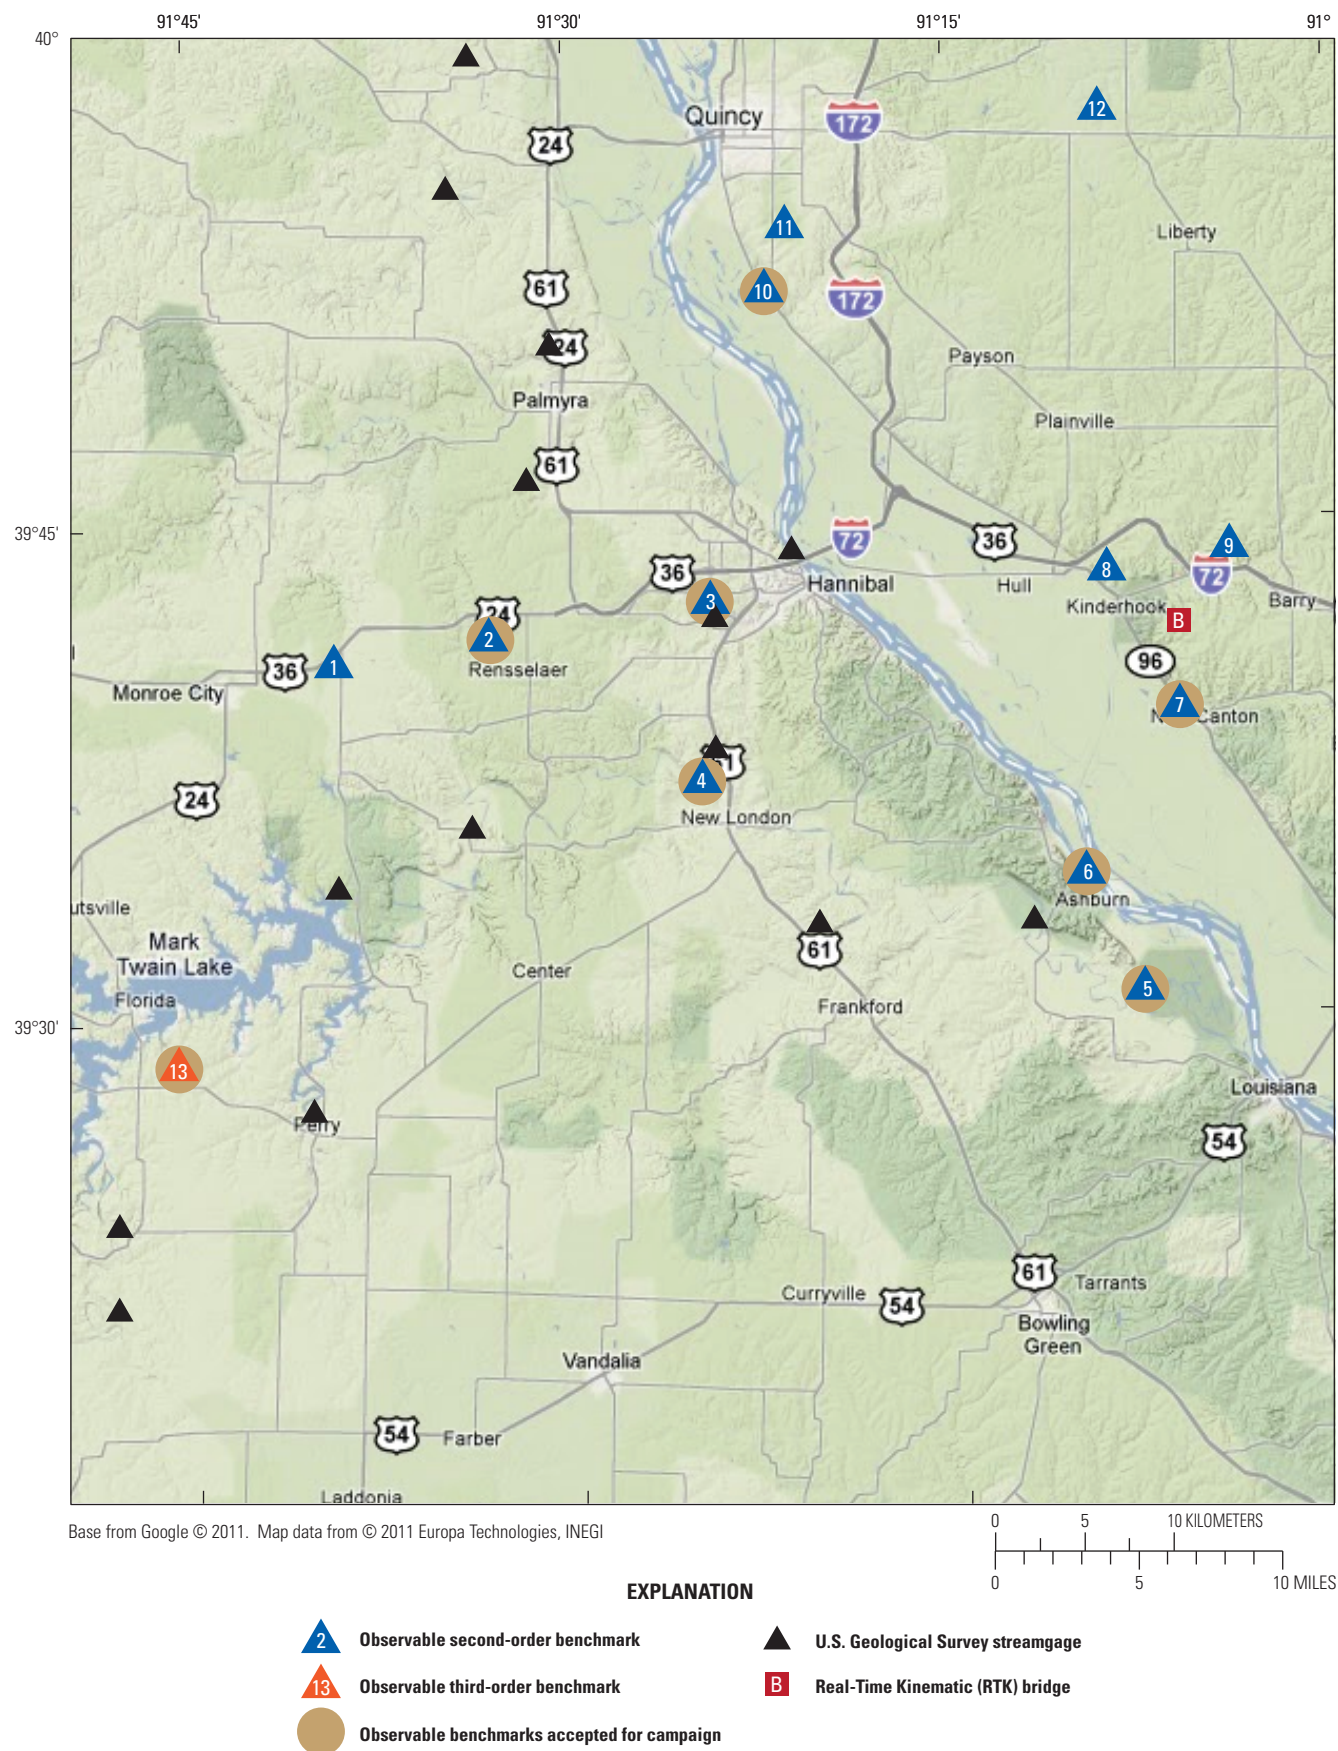 91°45'
91°30'
91°15'
91°
40°
12
Quincy
172
24
11
Liberty
61
10
172
24
Payson
Palmyra
Plainville
61
39°45'
72
36
9
8
72
36
Hannibal
Hull
3
Kinderhook
Barry
B
24
2
1
36
Rensselaer
96
Monroe City
7
Canton
4
24
New London
6
Ashburn
utsville
Mark
Twain Lake
61
Center
5
Florida
Frankford
39°30'
13
Louisiana
Perry
54
61
Tarrants
Curryville
54
Bowling
Green
Vandalia
54
Farber
Laddonia
Base from Google © 2011. Map data from © 2011 Europa Technologies, INEGI
0 5 10 KILOMETERS
0 5 10 MILES
EXPLANATION
2 Observable second-order benchmark
13 Observable third-order benchmark
Observable benchmarks accepted for campaign
U.S. Geological Survey streamgage
B Real-Time Kinematic (RTK) bridge